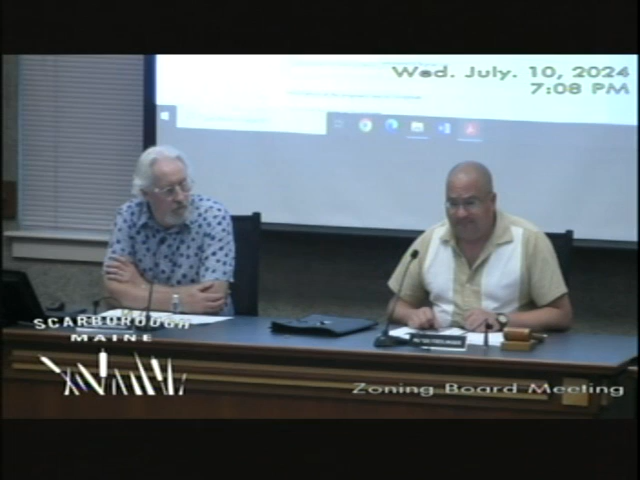 Wed. July. 10, 2024
7:08 PM
SCARBOROUGH
MAINE
Zoning Board Meeting